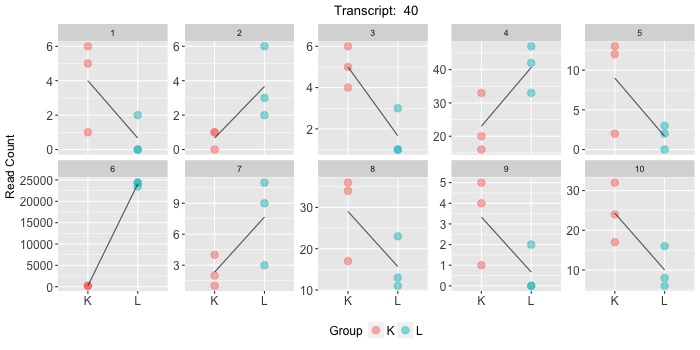 Transcript: 40
1 2 3 4 5
6 6 6 40 10
4 4 4 30 5
2 2 2 20 0
0 0
Read Count
6 7 8 9 10
25000 9 30 5 30
20000 6 20 4 20
15000 3 10 3 10
10000 2
5000 1
0 0
K L K L K L K L K L
Group K L